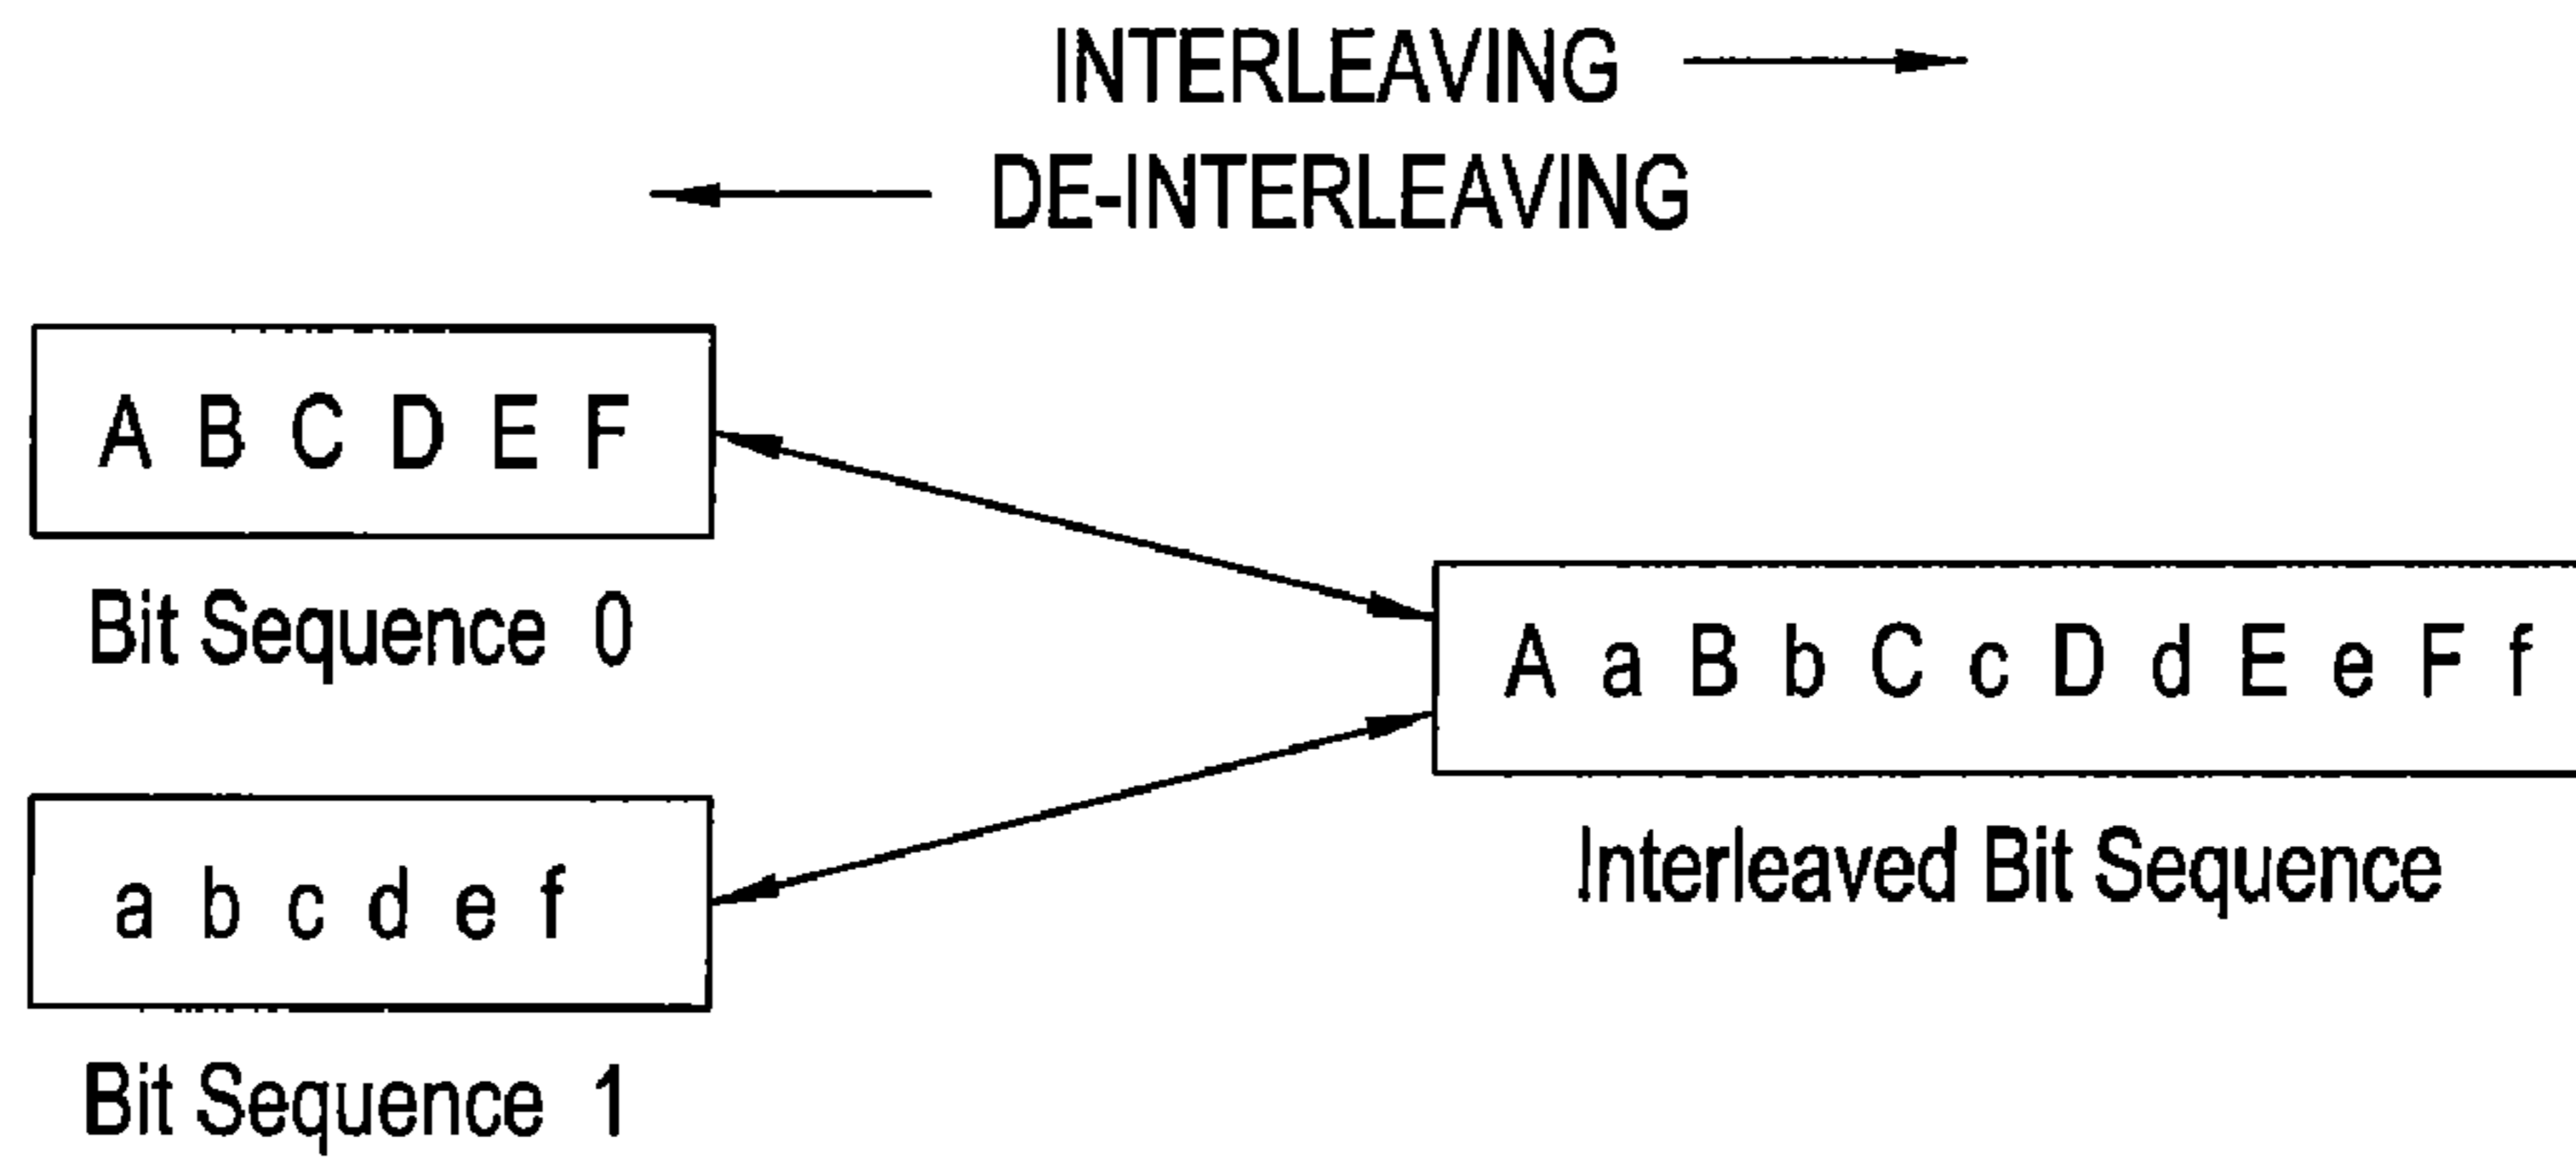 INTERLEAVING
DE-INTERLEAVING
A B C D E F
Bit Sequence 0
A a B b C c D d E e F f
Interleaved Bit Sequence
a b c d e f
Bit Sequence 1